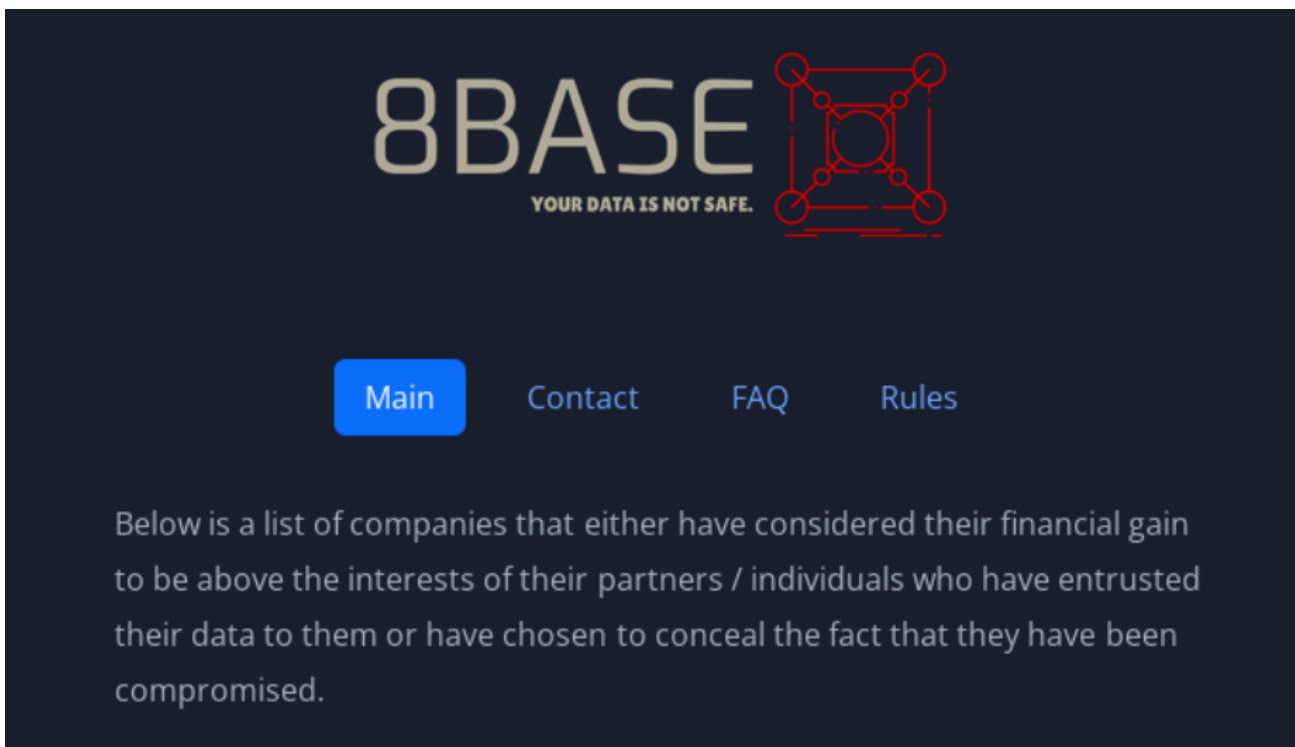 8BASE
YOUR DATA IS NOT SAFE.
Main Contact FAQ Rules
Below is a list of companies that either have considered their financial gain
to be above the interests of their partners / individuals who have entrusted
their data to them or have chosen to conceal the fact that they have been
compromised.